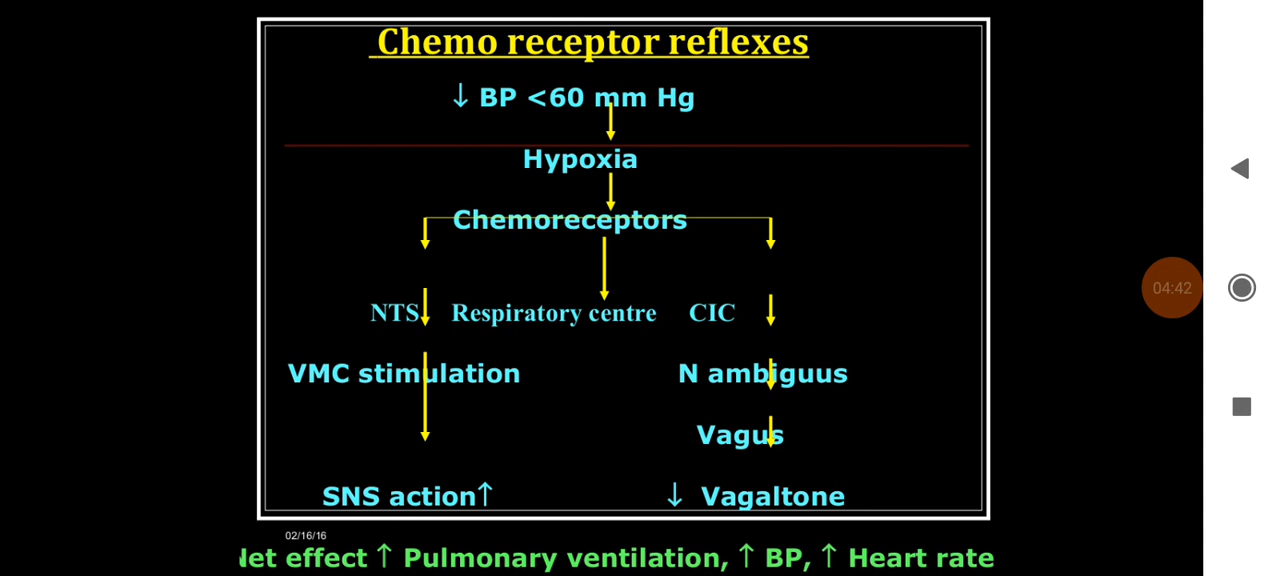 Chemo receptor reflexes
↓ BP <60 mm Hg
Hypoxia
Chemoreceptors
NTS Respiratory centre CIC
VMC stimulation N ambiguus
Vagus
SNS action↑ ↓ Vagaltone
04:42
02/16/16
effect ↑ Pulmonary ventilation, ↑ BP, ↑ Heart rate